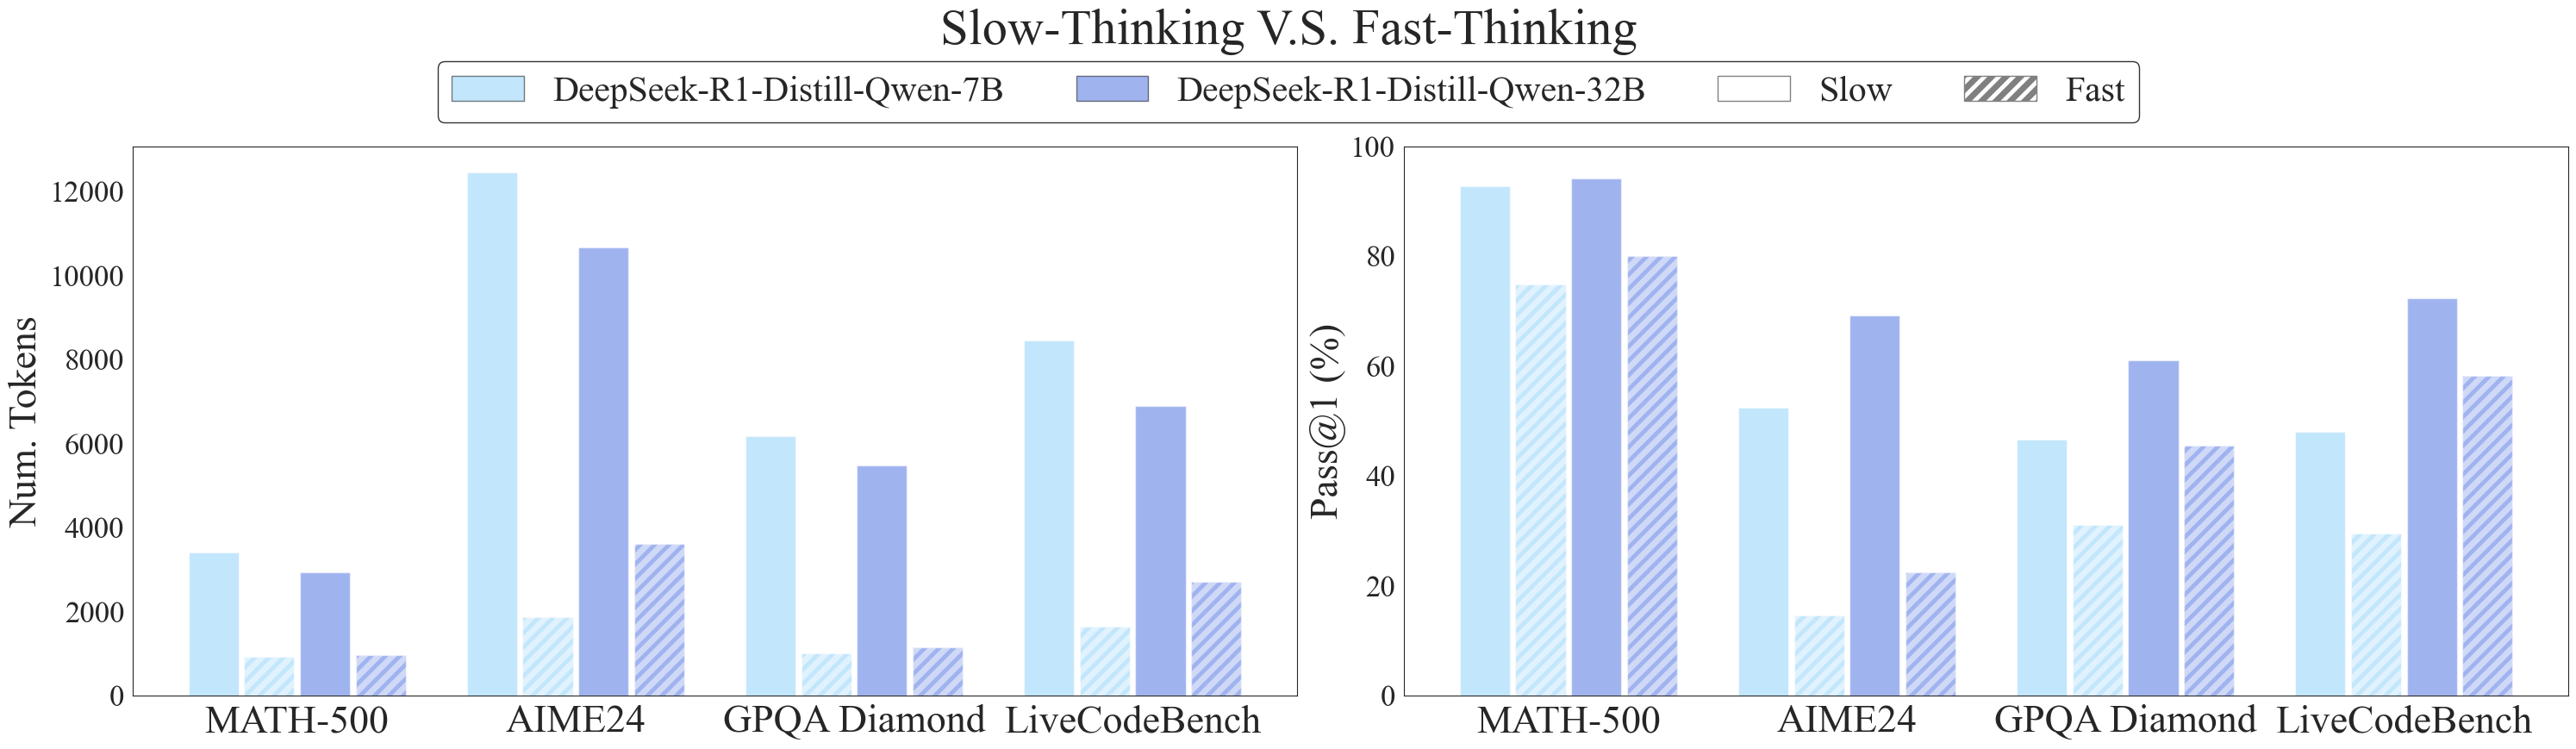 Slow-Thinking V.S. Fast-Thinking
DeepSeek-R1-Distill-Qwen-7B DeepSeek-R1-Distill-Qwen-32B Slow Fast
Num. Tokens
12000
10000
8000
6000
4000
2000
0
MATH-500 AIME24 GPQA Diamond LiveCodeBench
Pass@1 (%)
100
80
60
40
20
0
MATH-500 AIME24 GPQA Diamond LiveCodeBench